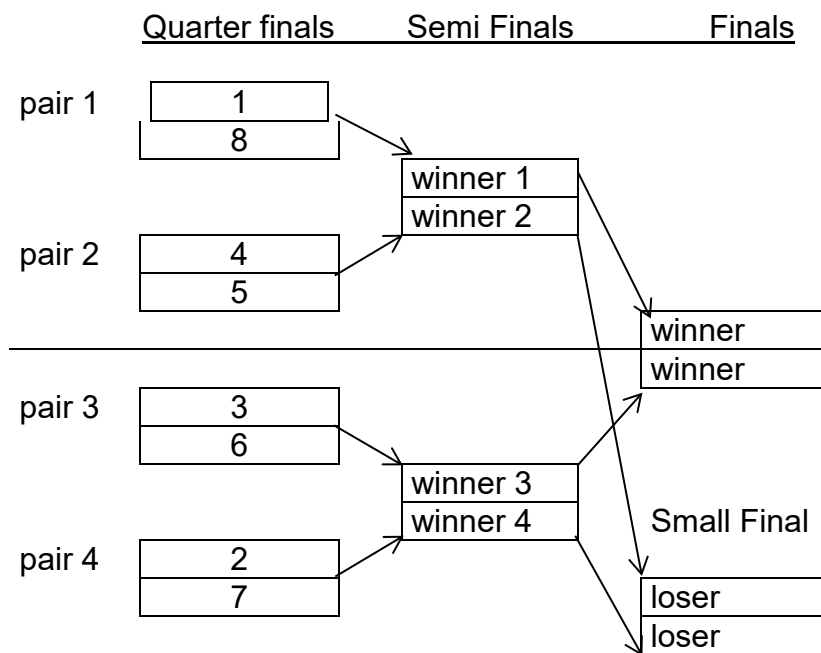 Quarter finals Semi Finals Finals
pair 1
1
8
winner 1
winner 2
pair 2
4
5
winner
winner
pair 3
3
6
winner 3
winner 4
Small Final
pair 4
2
7
loser
loser